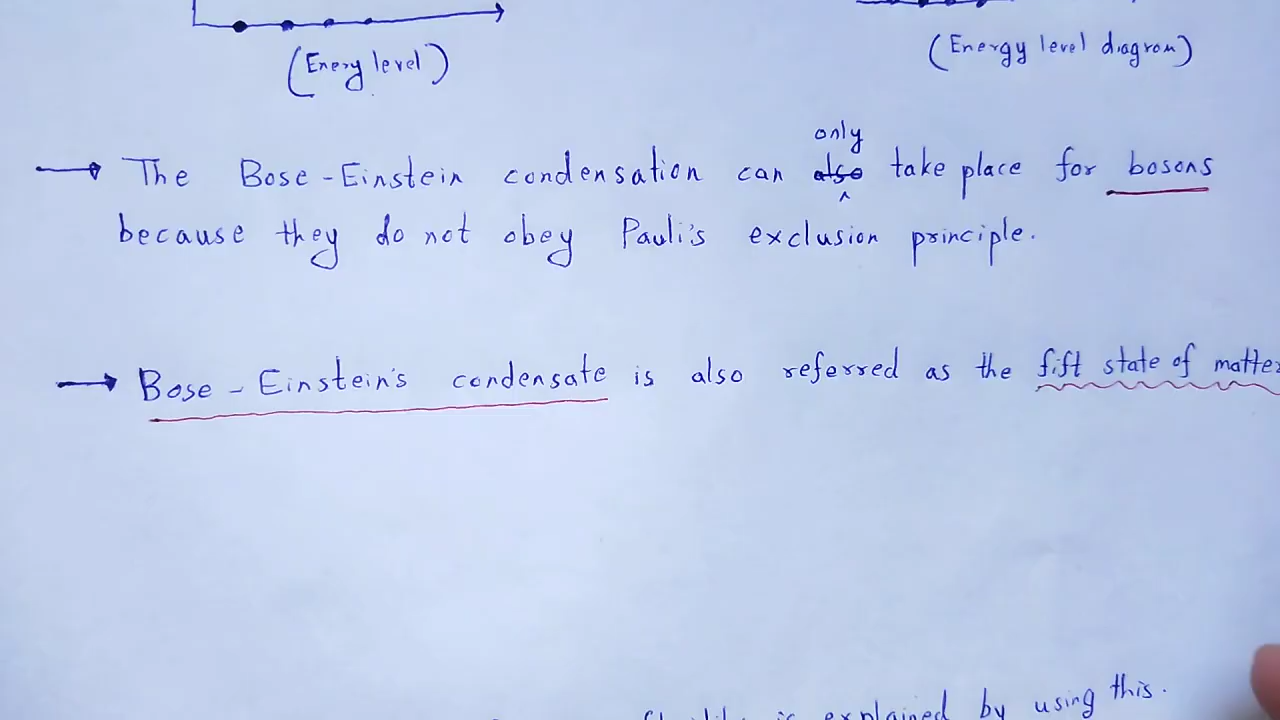 (Enery level)
(Energy level diagram)
The Bose-Einstein condensation can also only take place for bosons
because they do not obey Pauli's exclusion principle.
Bose-Einstein's condensate is also referred as the fift state of matter
is explained by using this.